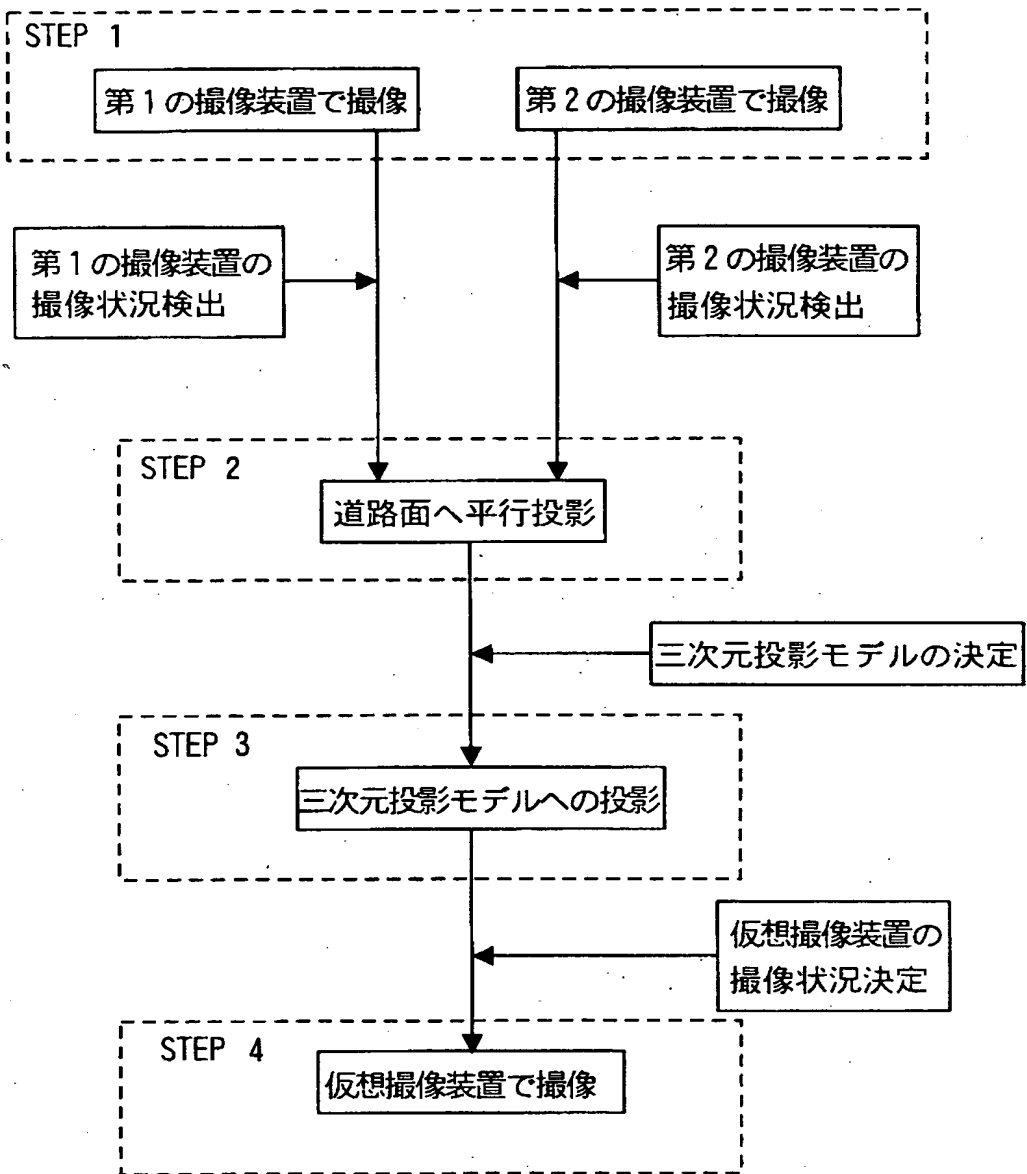 STEP 1
第1の撮像装置で撮像
第2の撮像装置で撮像
第1の撮像装置の
撮像状況検出
第2の撮像装置の
撮像状況検出
STEP 2
道路面へ平行投影
三次元投影モデルの決定
STEP 3
三次元投影モデルへの投影
仮想撮像装置の
撮像状況決定
STEP 4
仮想撮像装置で撮像